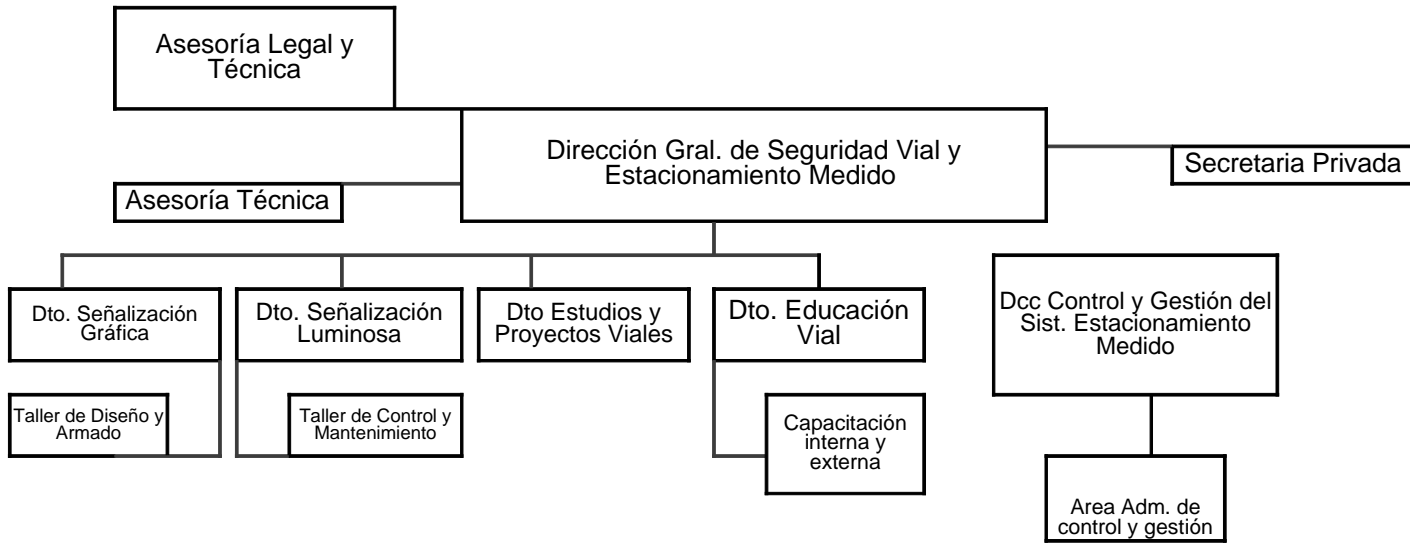 Asesoría Legal y
Técnica
Dirección Gral. de Seguridad Vial y
Estacionamiento Medido
Secretaria Privada
Asesoría Técnica
Dto. Señalización
Gráfica
Dto. Señalización
Luminosa
Dto Estudios y
Proyectos Viales
Dto. Educación
Vial
Dcc Control y Gestión del
Sist. Estacionamiento
Medido
Taller de Diseño y
Armado
Taller de Control y
Mantenimiento
Capacitación
interna y
externa
Area Adm. de
control y gestión